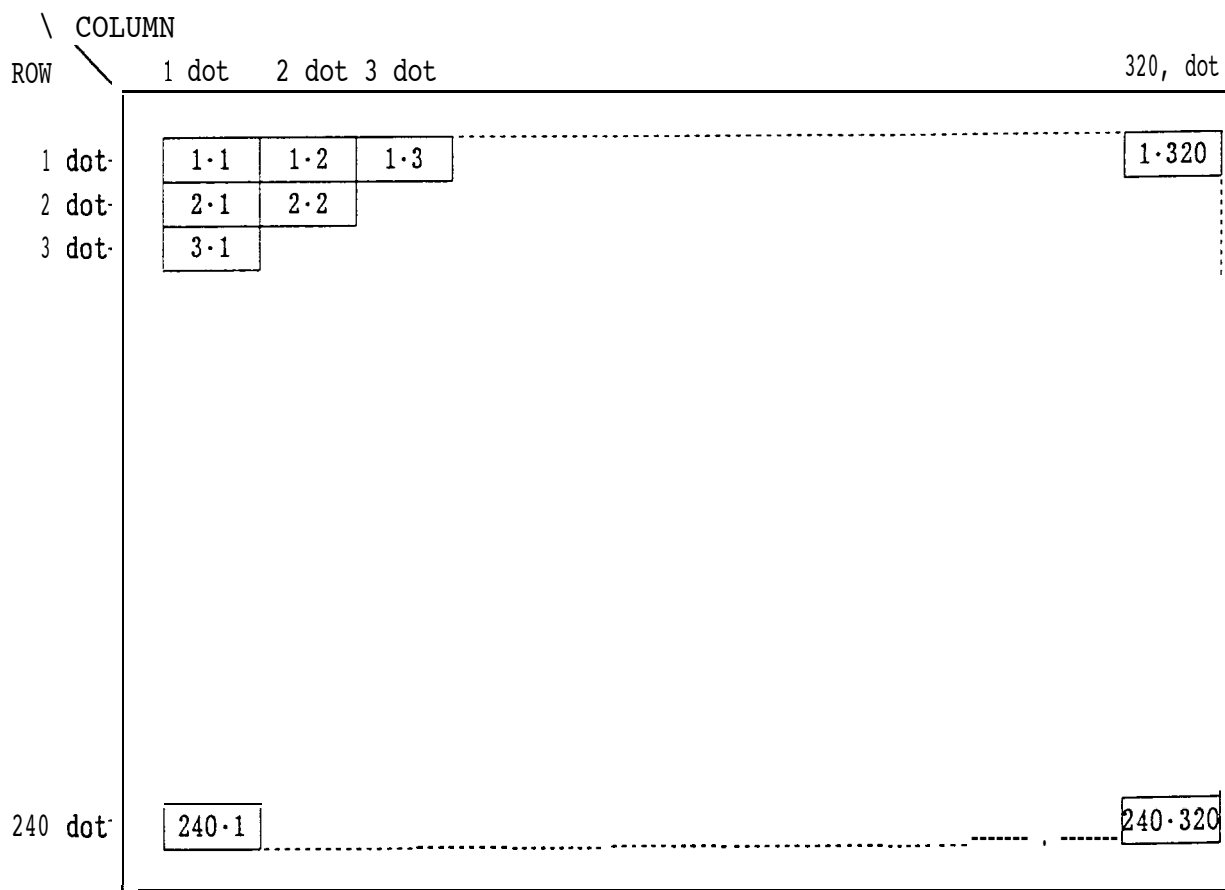 \ COLUMN
ROW 1 dot 2 dot 3 dot 320, dot
1 dot 1·1 1·2 1·3 1·320
2 dot 2·1 2·2
3 dot 3·1
240 dot 240·1 240·320